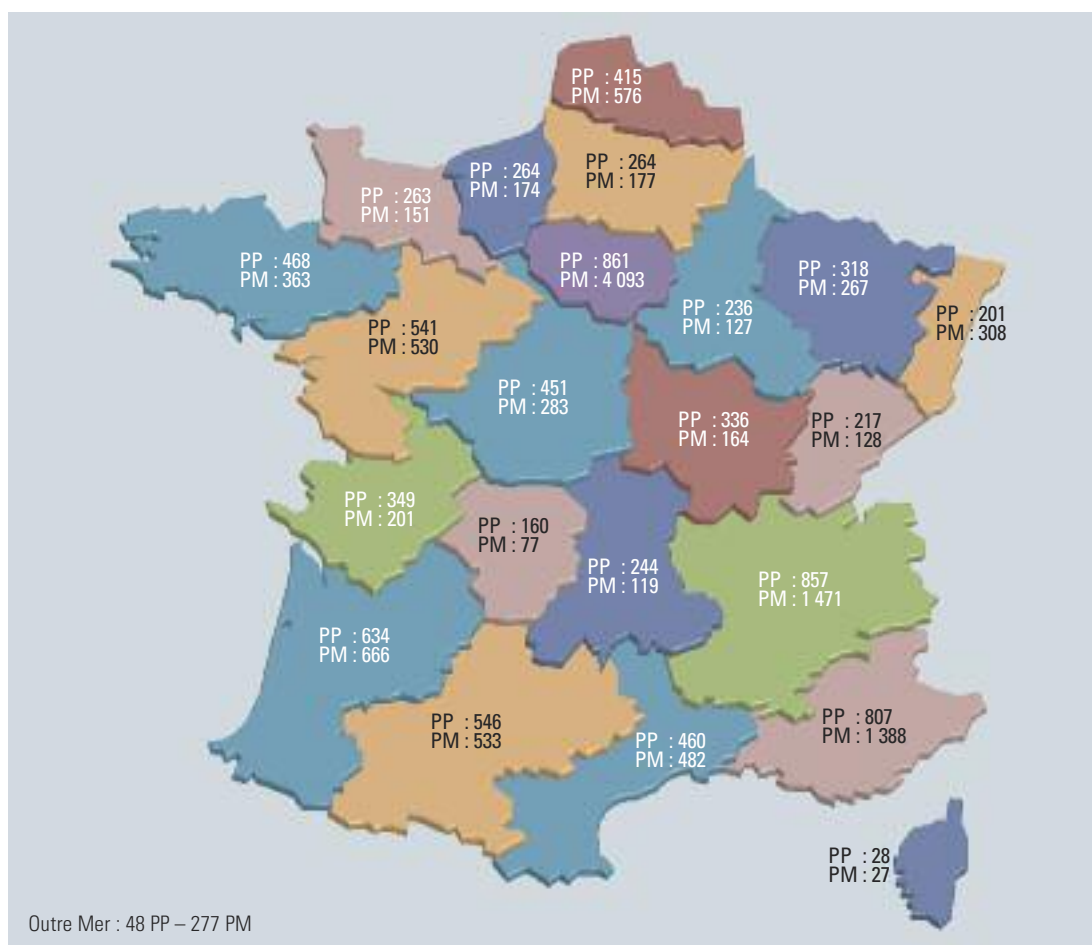 PP : 415
PM : 576
PP : 264
PM : 174
PP : 264
PM : 177
PP : 263
PM : 151
PP : 468
PM : 363
PP : 861
PM : 4 093
PP : 318
PM : 267
PP : 236
PM : 127
PP : 201
PM : 308
PP : 541
PM : 530
PP : 451
PM : 283
PP : 336
PM : 164
PP : 217
PM : 128
PP : 349
PM : 201
PP : 160
PM : 77
PP : 244
PM : 119
PP : 857
PM : 1 471
PP : 634
PM : 666
PP : 546
PM : 533
PP : 460
PM : 482
PP : 807
PM : 1 388
PP : 28
PM : 27
Outre Mer : 48 PP – 277 PM